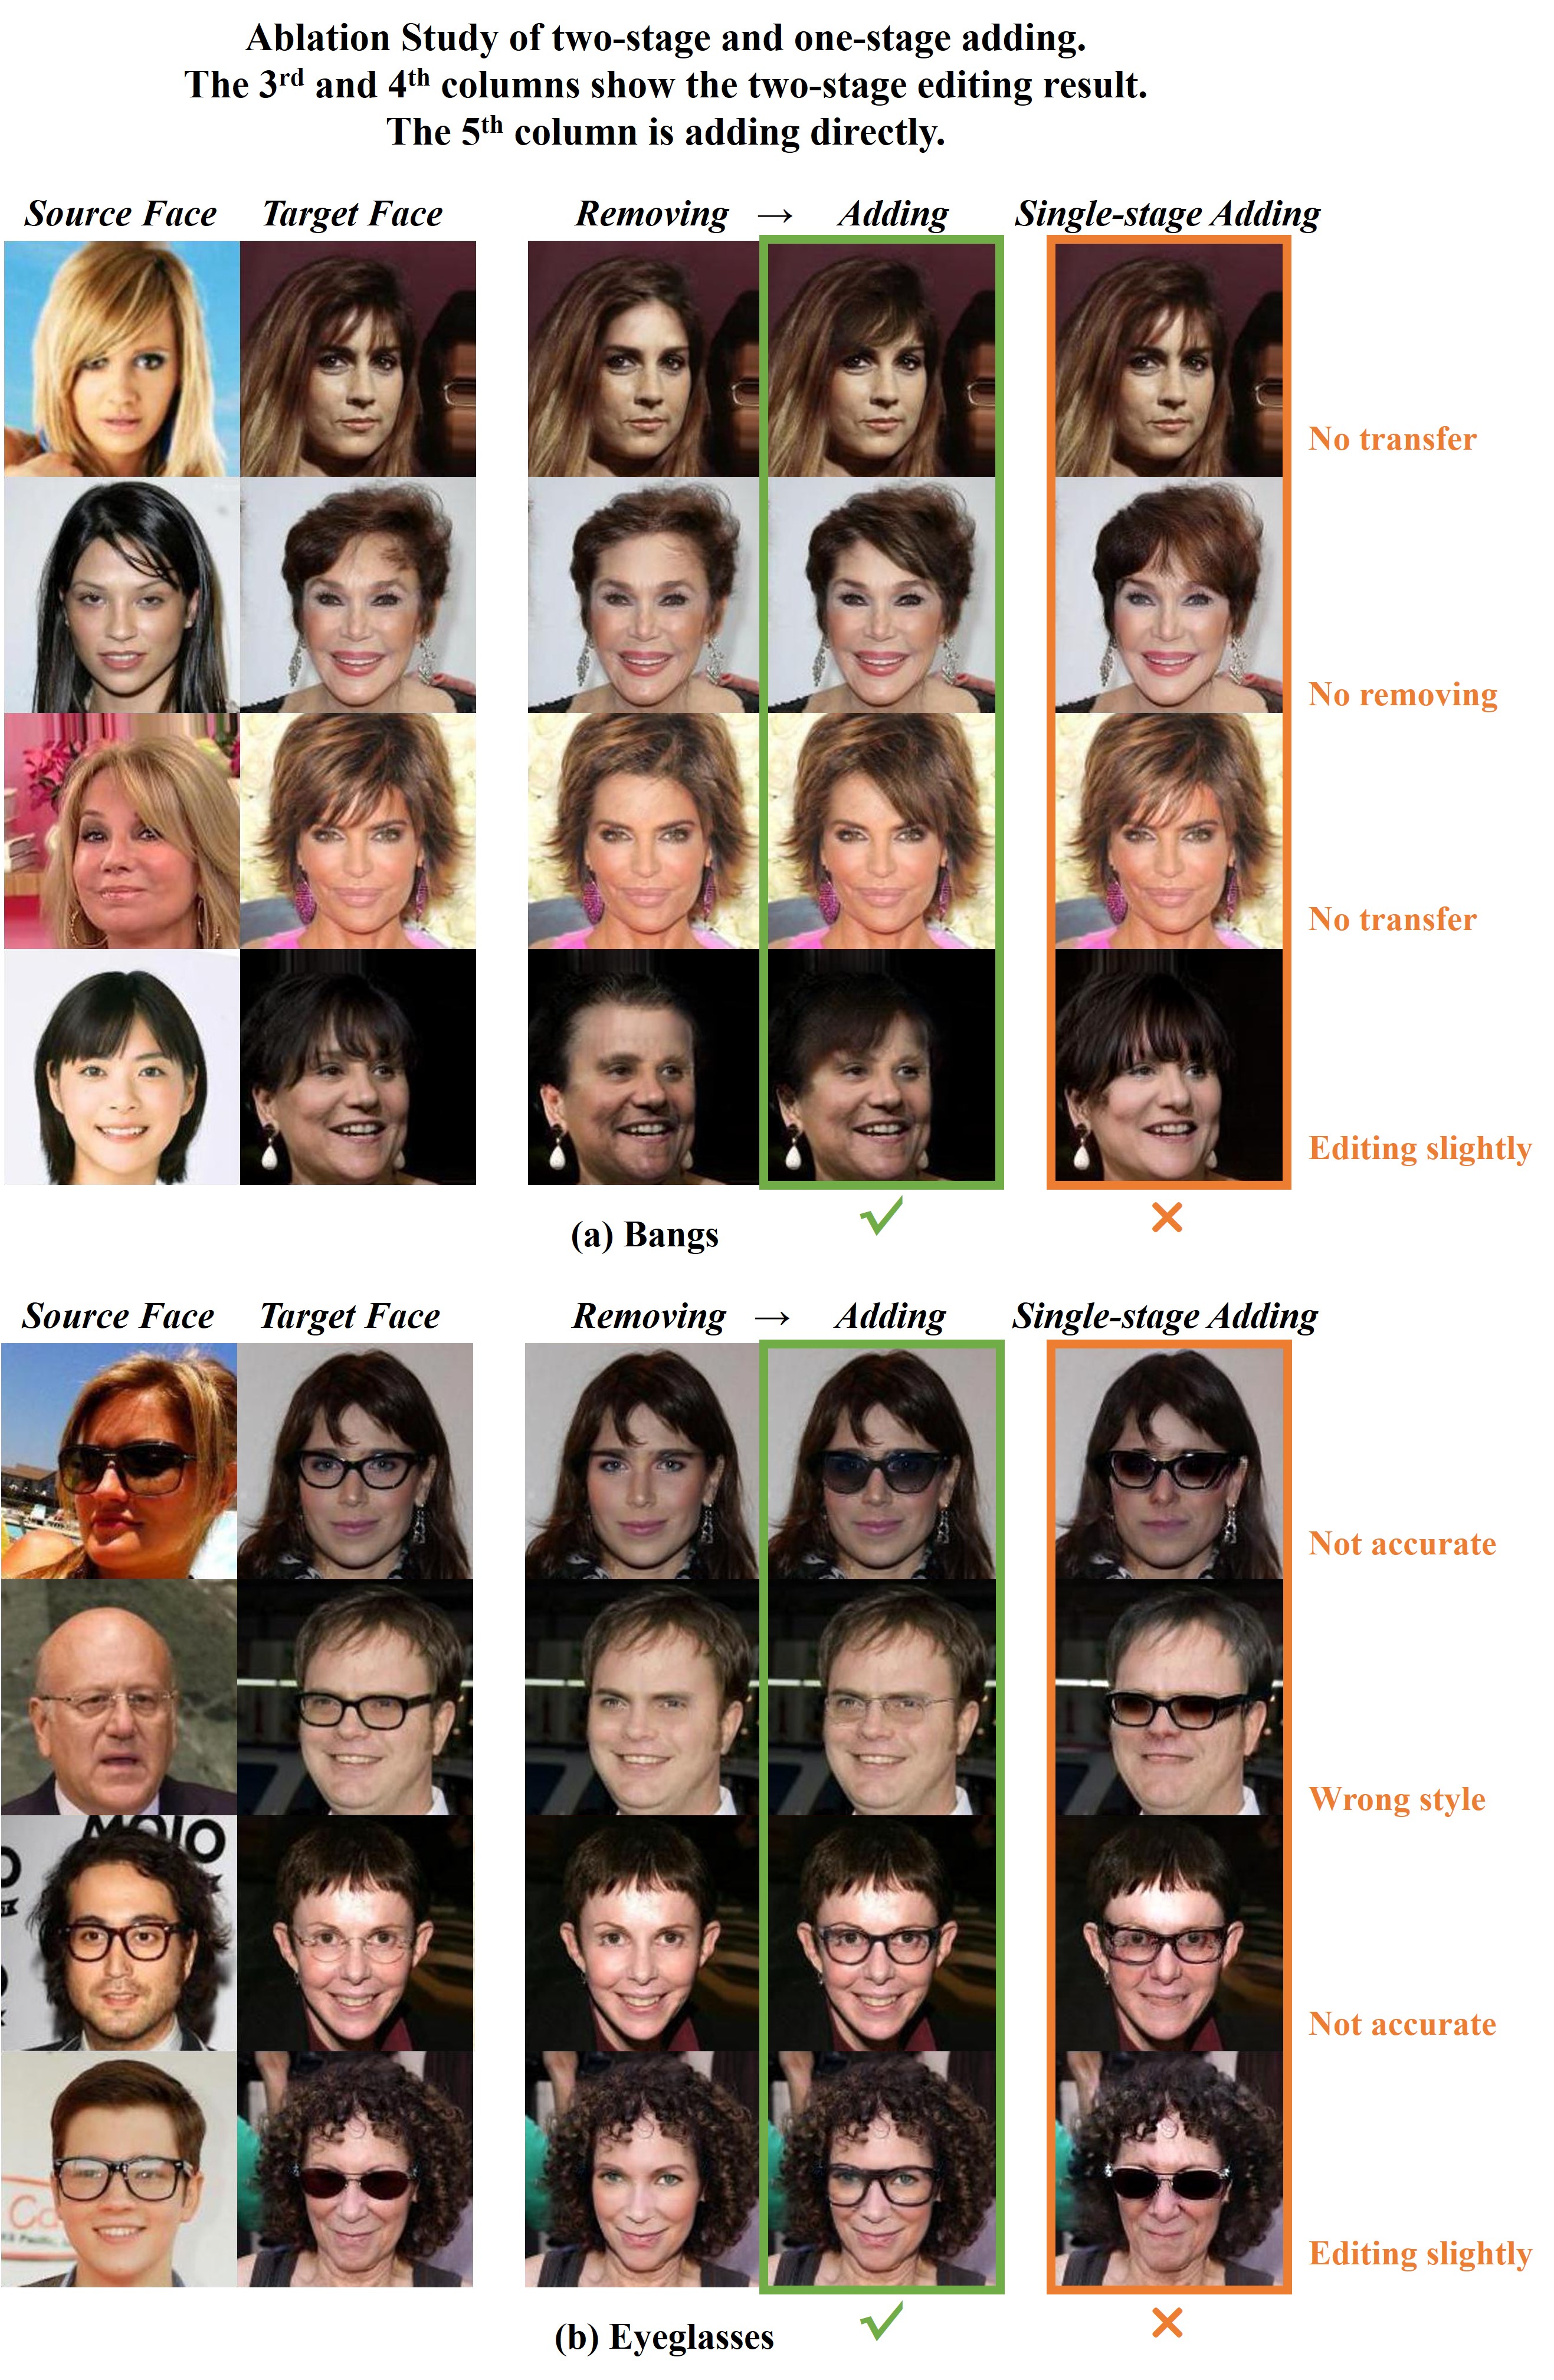 Ablation Study of two-stage and one-stage adding.
The 3rd and 4th columns show the two-stage editing result.
The 5th column is adding directly.
Source Face Target Face Removing → Adding Single-stage Adding
No transfer
No removing
No transfer
Editing slightly
✓ ×
(a) Bangs
Source Face Target Face Removing → Adding Single-stage Adding
Not accurate
Wrong style
MOJO
Not accurate
Editing slightly
✓ ×
(b) Eyeglasses